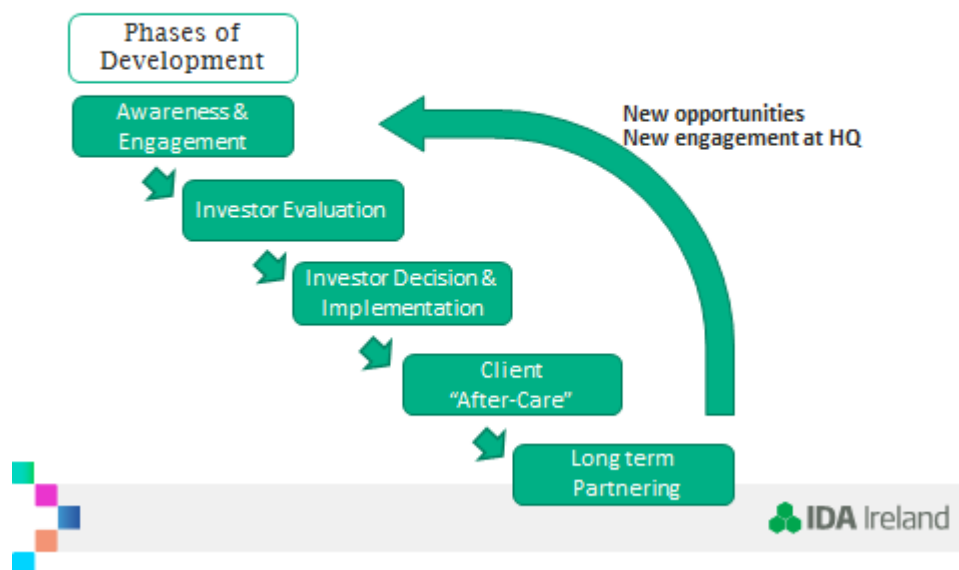 Phases of
Development
Awareness &
Engagement
New opportunities
New engagement at HQ
Investor Evaluation
Investor Decision &
Implementation
Client
“After-Care”
Long term
Partnering
IDA Ireland